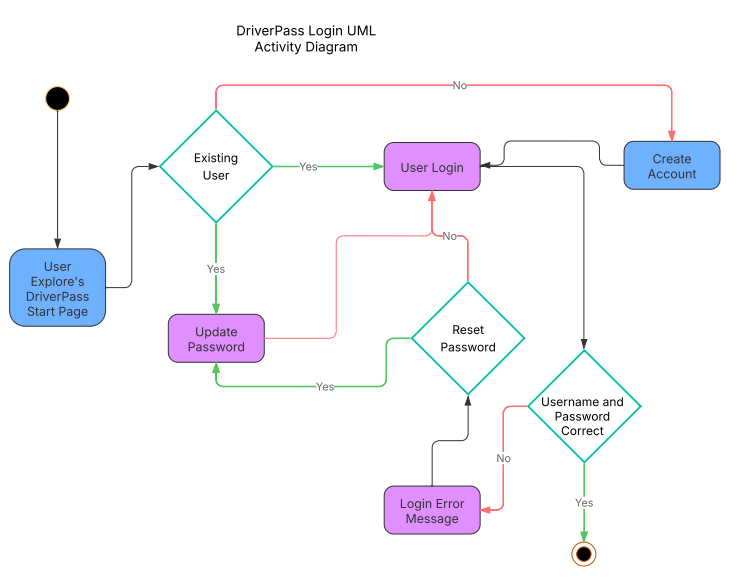 DriverPass Login UML
Activity Diagram
No
Existing
User
Yes
User Login
Create
Account
User
Explore's
DriverPass
Start Page
No
Yes
Update
Password
Reset
Password
Yes
Username and
Password
Correct
No
Login Error
Message
Yes